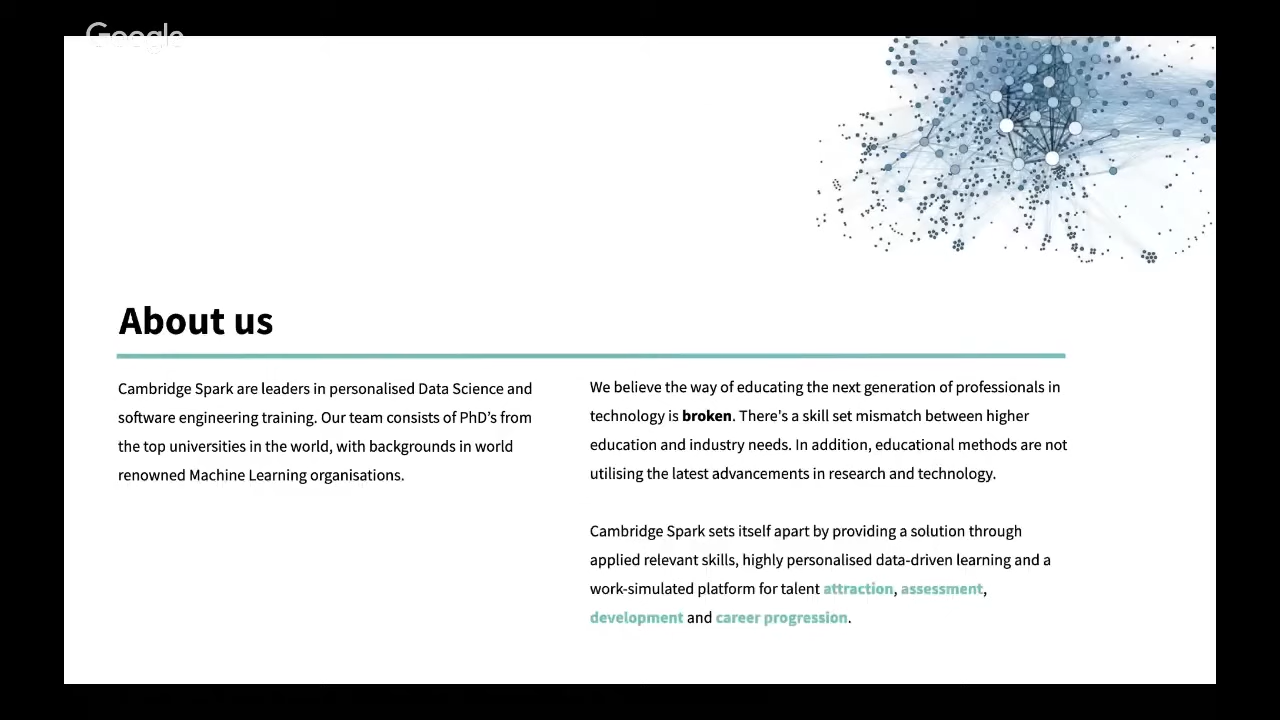 Google
About us
Cambridge Spark are leaders in personalised Data Science and
software engineering training. Our team consists of PhD's from
the top universities in the world, with backgrounds in world
renowned Machine Learning organisations.
We believe the way of educating the next generation of professionals in
technology is broken. There's a skill set mismatch between higher
education and industry needs. In addition, educational methods are not
utilising the latest advancements in research and technology.
Cambridge Spark sets itself apart by providing a solution through
applied relevant skills, highly personalised data-driven learning and a
work-simulated platform for talent attraction, assessment,
development and career progression.